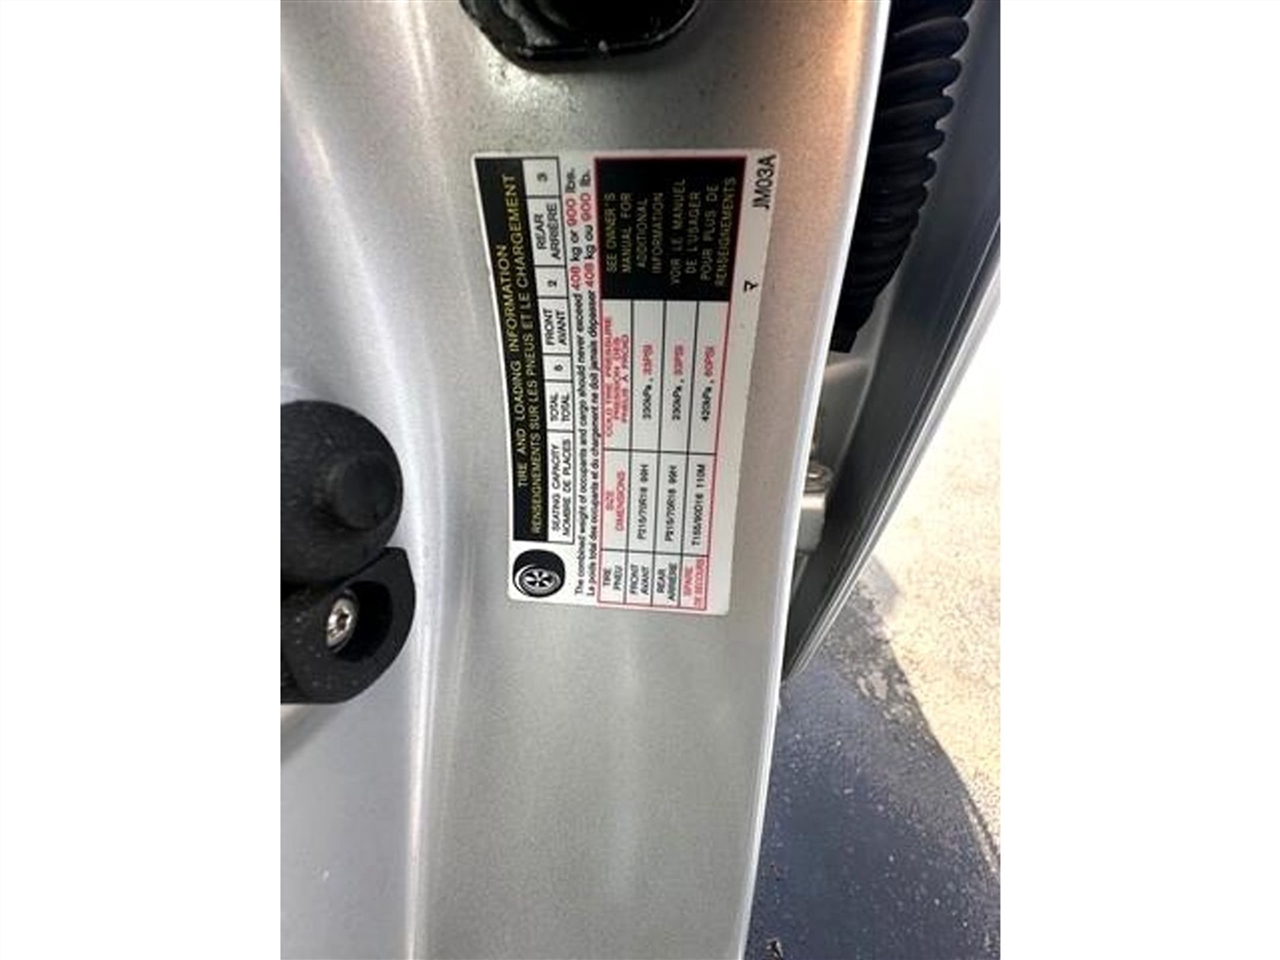 TIRE AND LOADING INFORMATION
RENSEIGNEMENTS SUR LES PNEUS ET LE CHARGEMENT
SEATING CAPACITY TOTAL 5 FRONT 2 REAR 3
NOMBRE DE PLACES TOTAL AVANT ARRIÈRE
The combined weight of occupants and cargo should never exceed 408 kg or 900 lbs.
Le poids total des occupants et du chargement ne doit jamais dépasser 408 kg ou 900 lb.
TIRE
PNEU
SIZE
DIMENSIONS
COLD TIRE PRESSURE
PRESSION DES
PNEUS À FROID
FRONT
AVANT
P215/70R16 99H
230kPa, 33PSI
REAR
ARRIÈRE
P215/70R16 99H
230kPa, 33PSI
SPARE
DE SECOURS
T155/90D16 110M
420kPa, 60PSI
SEE OWNER'S
MANUAL FOR
ADDITIONAL
INFORMATION
VOIR LE MANUEL
DE L'USAGER
POUR PLUS DE
RENSEIGNEMENTS
JM03A